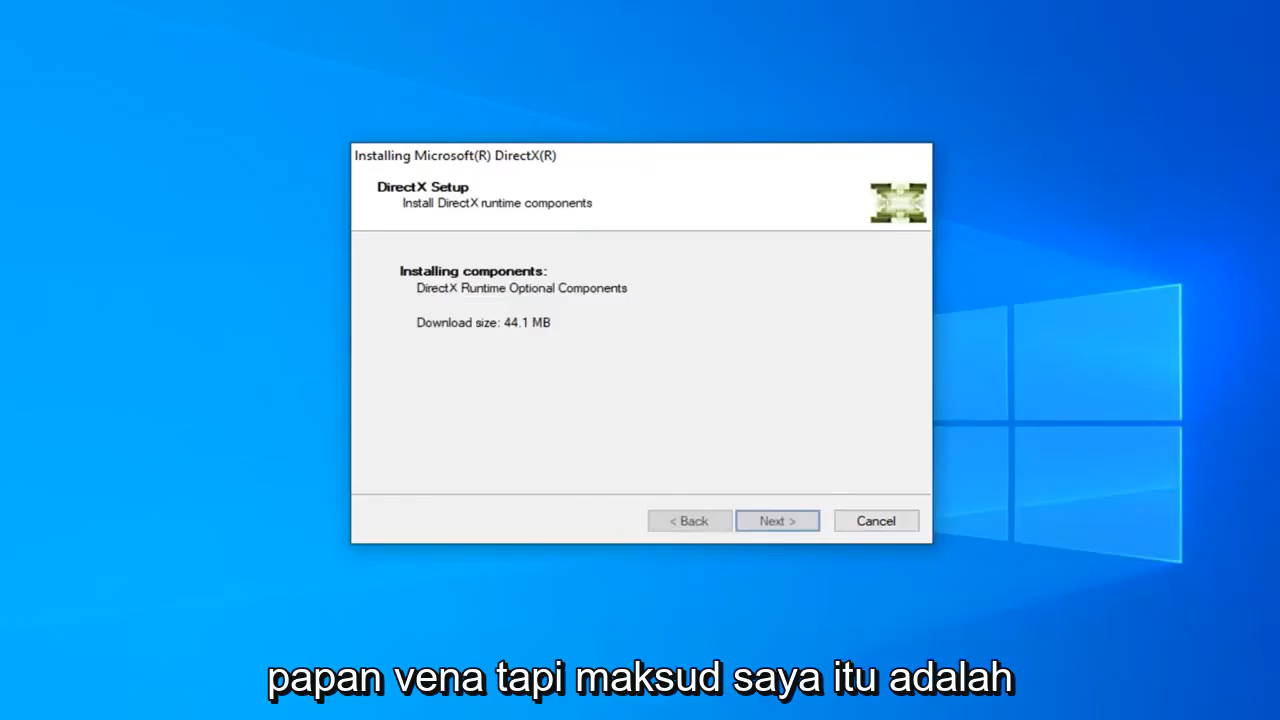 Installing Microsoft(R) DirectX(R)
DirectX Setup
Install DirectX runtime components
Installing components:
DirectX Runtime Optional Components
Download size: 44.1 MB
< Back Next > Cancel
papan vena tapi maksud saya itu adalah